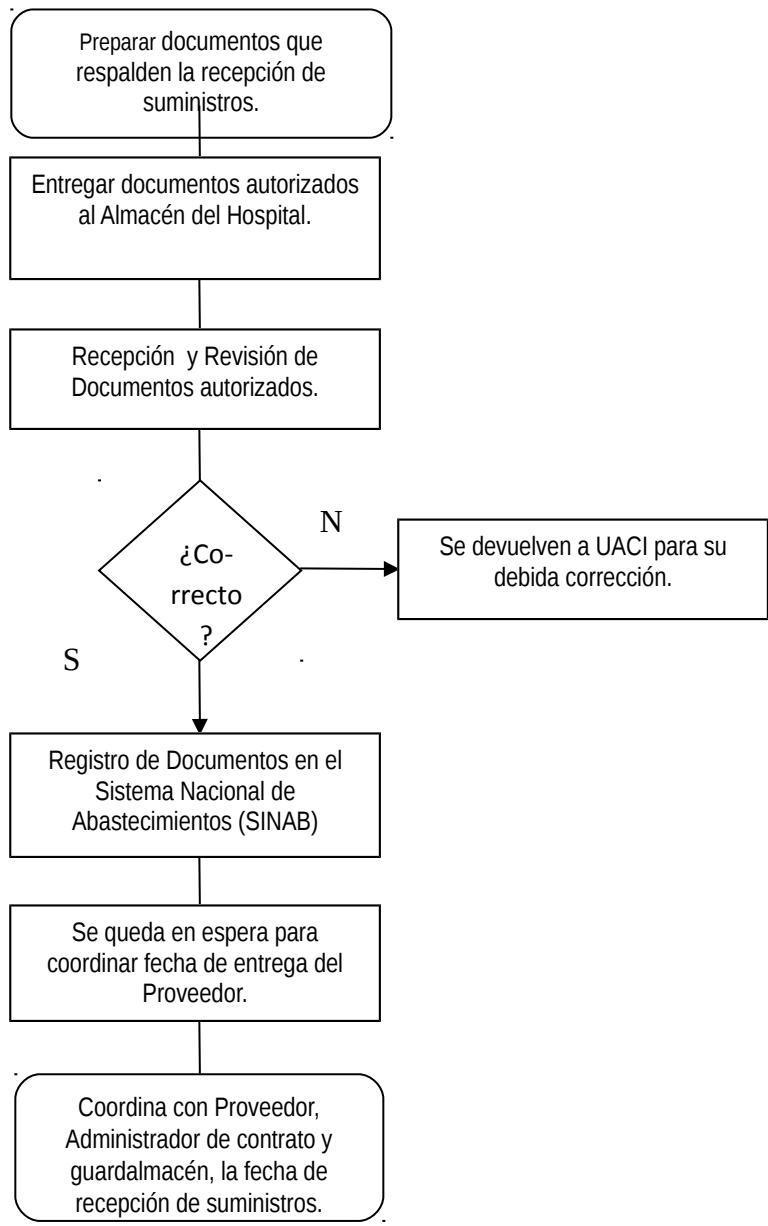 Preparar documentos que
respalden la recepción de
suministros.
Entregar documentos autorizados
al Almacén del Hospital.
Recepción y Revisión de
Documentos autorizados.
¿Co-
rrecto
?
N
Se devuelven a UACI para su
debida corrección.
S
Registro de Documentos en el
Sistema Nacional de
Abastecimientos (SINAB)
Se queda en espera para
coordinar fecha de entrega del
Proveedor.
Coordina con Proveedor,
Administrador de contrato y
guardalmacén, la fecha de
recepción de suministros.